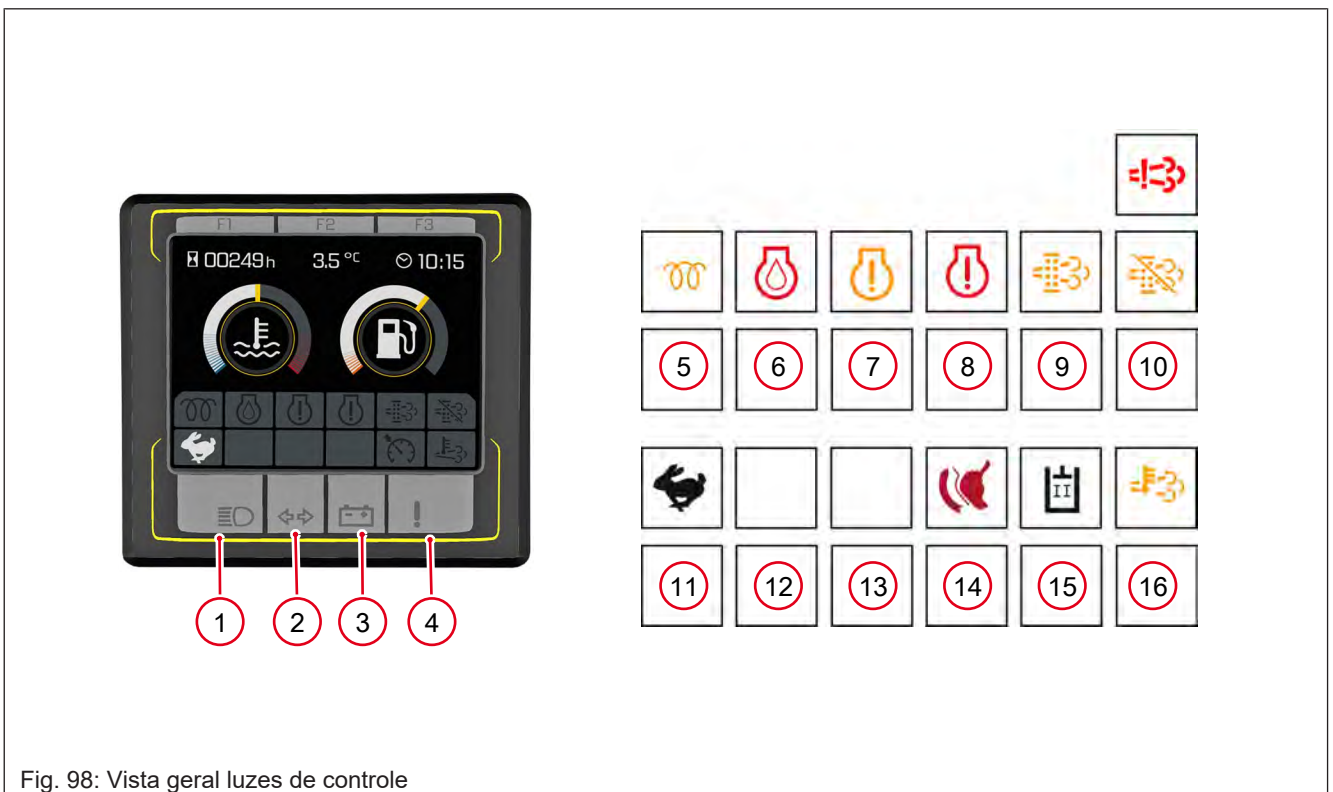 F1 F2 F3
00249h 3.5 °C 10:15
1 2 3 4
5 6 7 8 9 10
II
11 12 13 14 15 16
Fig. 98: Vista geral luzes de controle